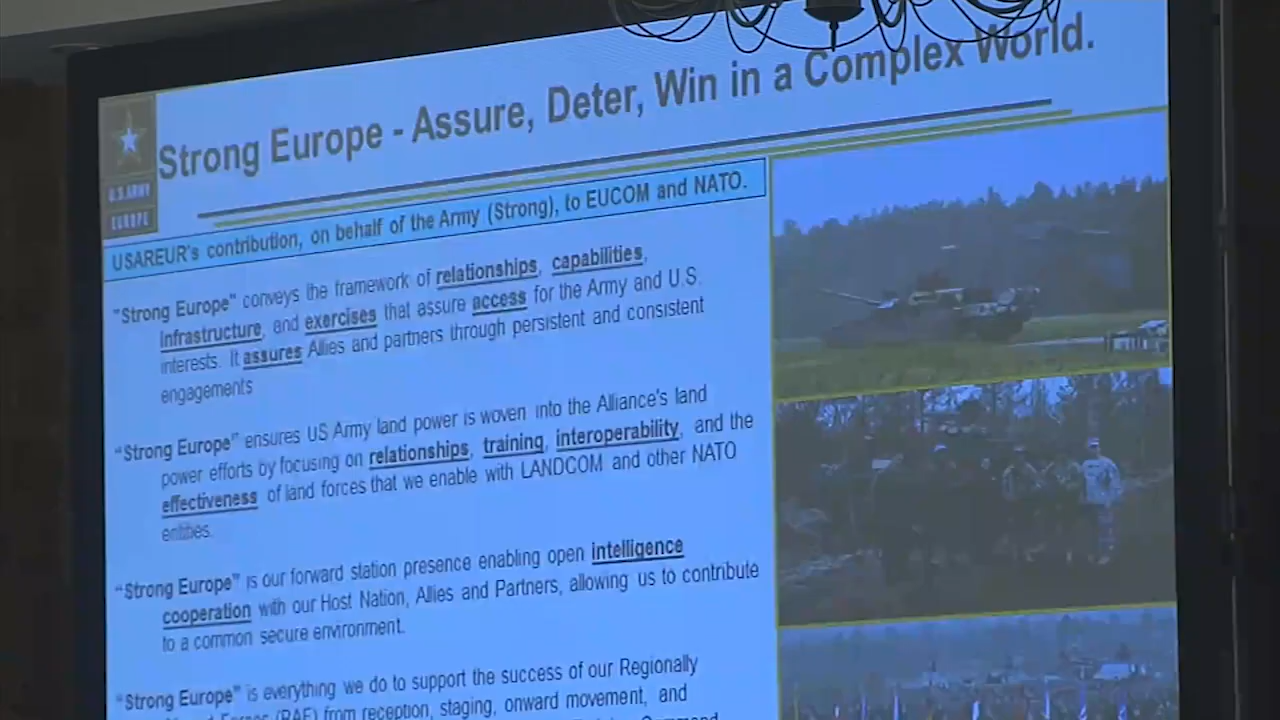 Strong Europe - Assure, Deter, Win in a Complex World.
U.S. ARMY
EUROPE
USAREUR's contribution, on behalf of the Army (Strong), to EUCOM and NATO.
"Strong Europe" conveys the framework of relationships, capabilities,
infrastructure, and exercises that assure access for the Army and U.S.
interests. It assures Allies and partners through persistent and consistent
engagements
"Strong Europe" ensures US Army land power is woven into the Alliance's land
power efforts by focusing on relationships, training, interoperability, and the
effectiveness of land forces that we enable with LANDCOM and other NATO
entities.
"Strong Europe" is our forward station presence enabling open intelligence
cooperation with our Host Nation, Allies and Partners, allowing us to contribute
to a common secure environment.
"Strong Europe" is everything we do to support the success of our Regionally
Forces (RAF) from reception, staging, onward movement, and